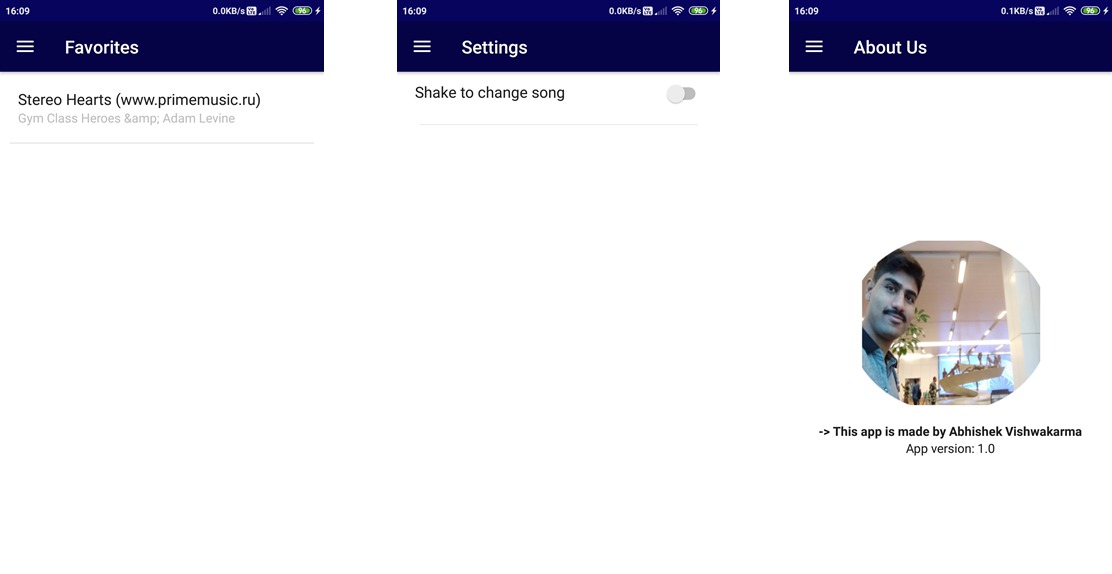 16:09
0.0KB/s
96
Favorites
Stereo Hearts (www.primemusic.ru)
Gym Class Heroes &amp; Adam Levine
16:09
0.0KB/s
96
Settings
Shake to change song
16:09
0.1KB/s
96
About Us
-> This app is made by Abhishek Vishwakarma
App version: 1.0